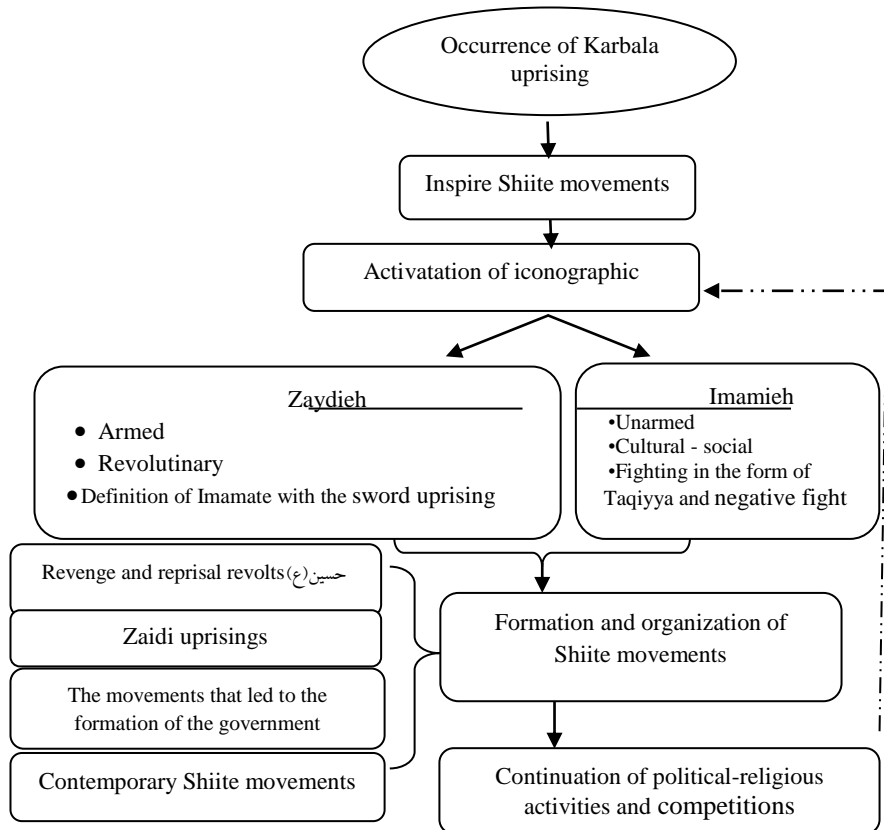 Occurrence of Karbala
uprising
Inspire Shiite movements
Activatation of iconographic
Zaydieh
• Armed
• Revolutinary
• Definition of Imamate with the sword uprising
Imamieh
•Unarmed
•Cultural - social
•Fighting in the form of
Taqiyya and negative fight
Revenge and reprisal revolts حسین(ع)
Zaidi uprisings
The movements that led to the
formation of the government
Contemporary Shiite movements
Formation and organization of
Shiite movements
Continuation of political-religious
activities and competitions